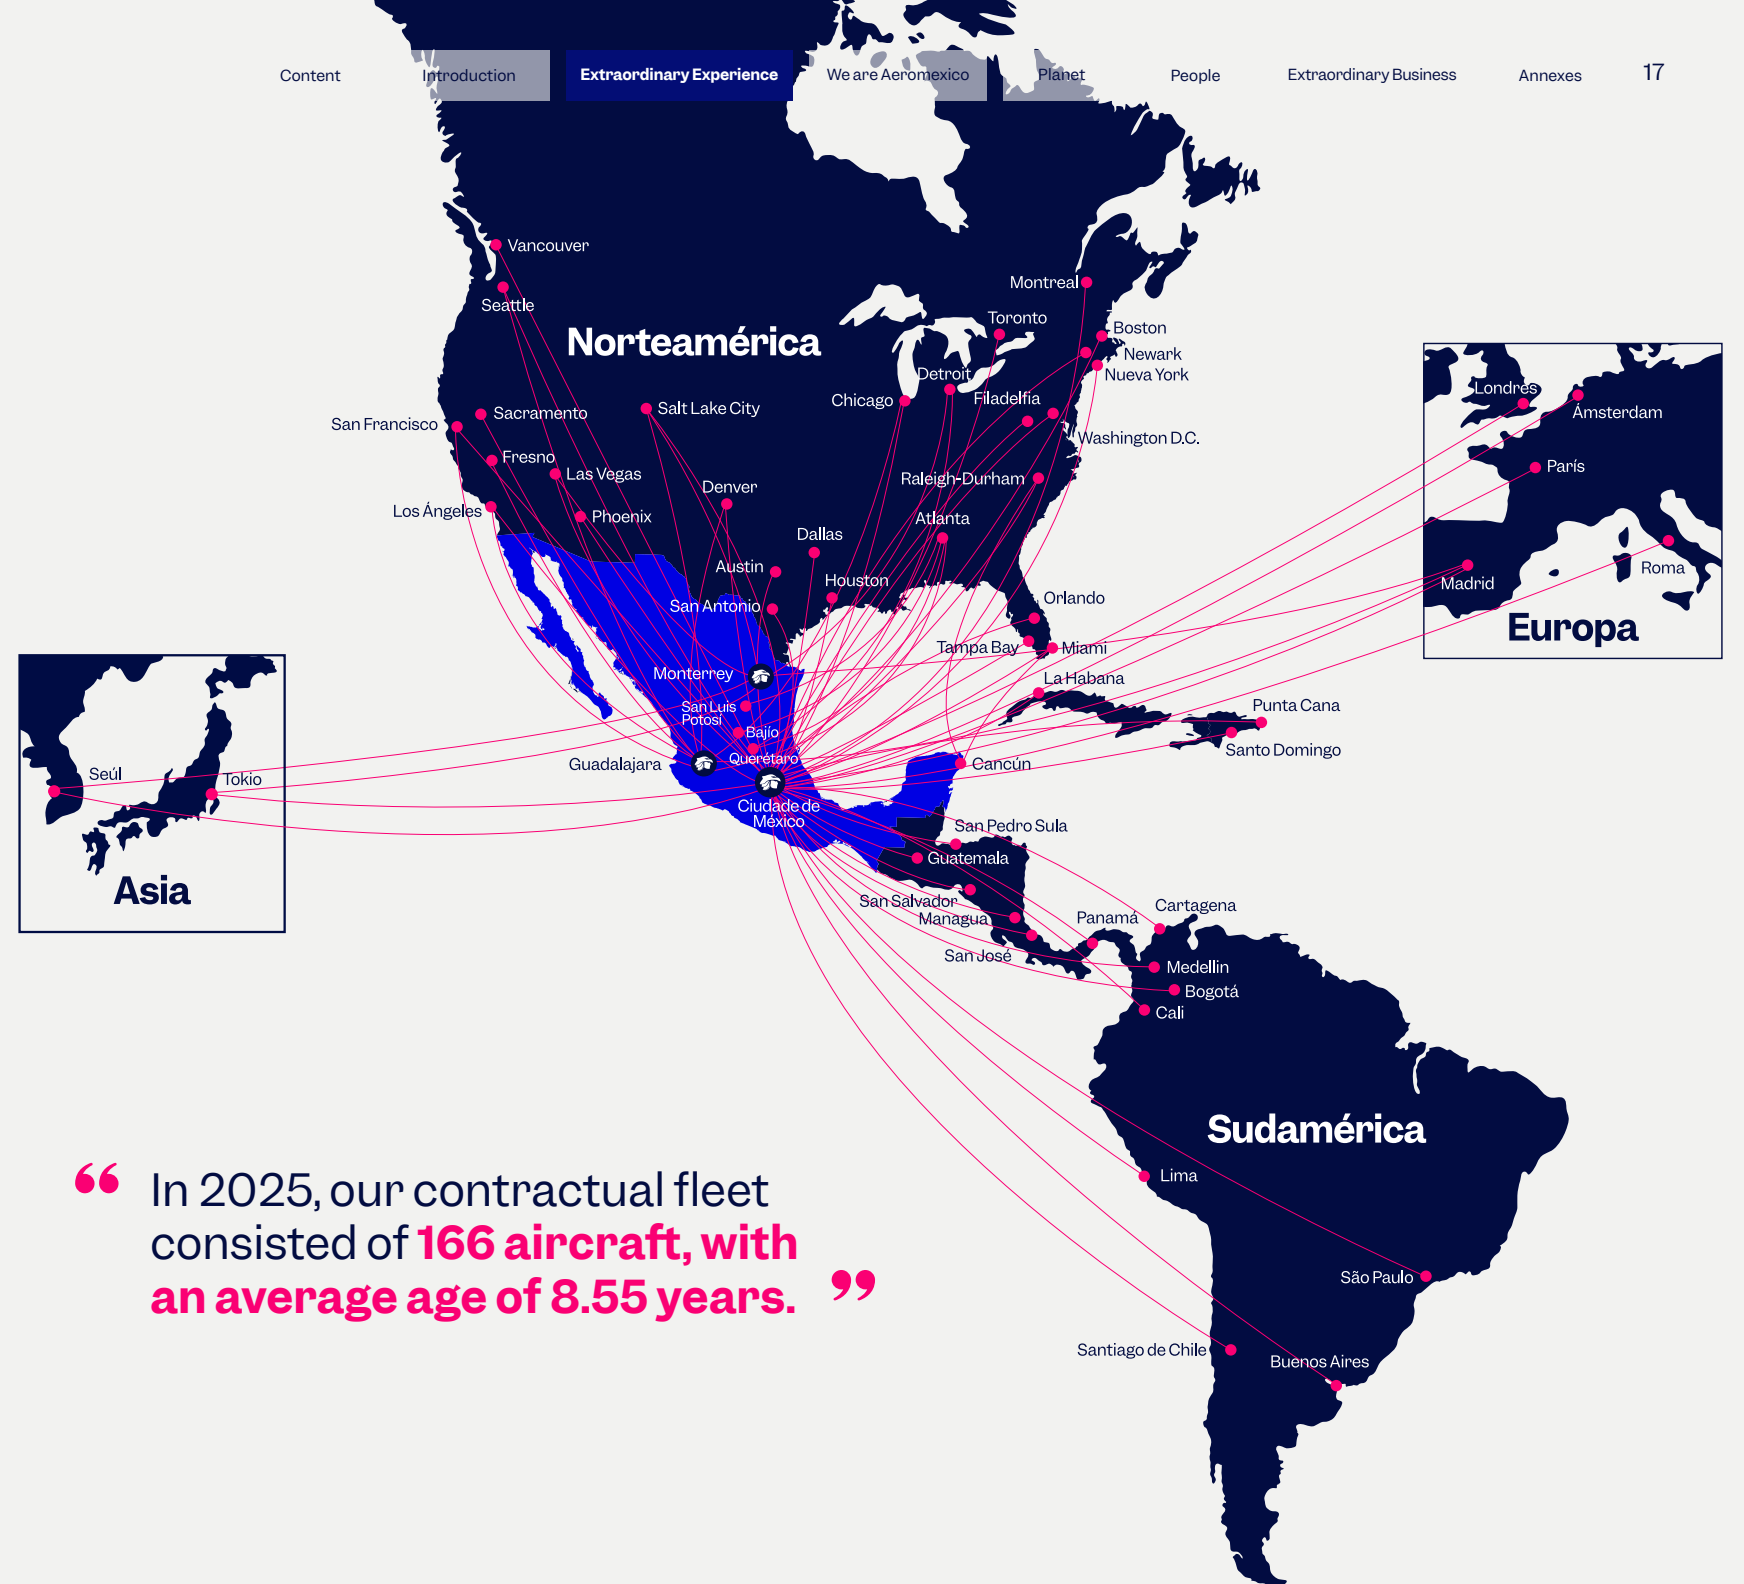 Content
Introduction
Extraordinary Experience
We are Aeromexico
Planet
People
Extraordinary Business
Annexes
17
Vancouver
Seattle
Norteamérica
Montreal
Toronto
Boston
Newark
Nueva York
Detroit
Chicago
Filadelfia
Washington D.C.
Raleigh-Durham
Atlanta
San Francisco
Sacramento
Salt Lake City
Fresno
Las Vegas
Los Ángeles
Phoenix
Denver
Dallas
Austin
Houston
San Antonio
Orlando
Tampa Bay
Miami
La Habana
Punta Cana
Santo Domingo
Londres
Ámsterdam
París
Madrid
Roma
Europa
Monterrey
San Luis
Potosí
Bajío
Guadalajara
Querétaro
Ciudade de
México
Cancún
Seúl
Tokio
Asia
San Pedro Sula
Guatemala
San Salvador
Managua
San José
Panamá
Cartagena
Medellin
Bogotá
Cali
Sudamérica
Lima
São Paulo
Santiago de Chile
Buenos Aires
“ In 2025, our contractual fleet
consisted of 166 aircraft, with
an average age of 8.55 years. ”